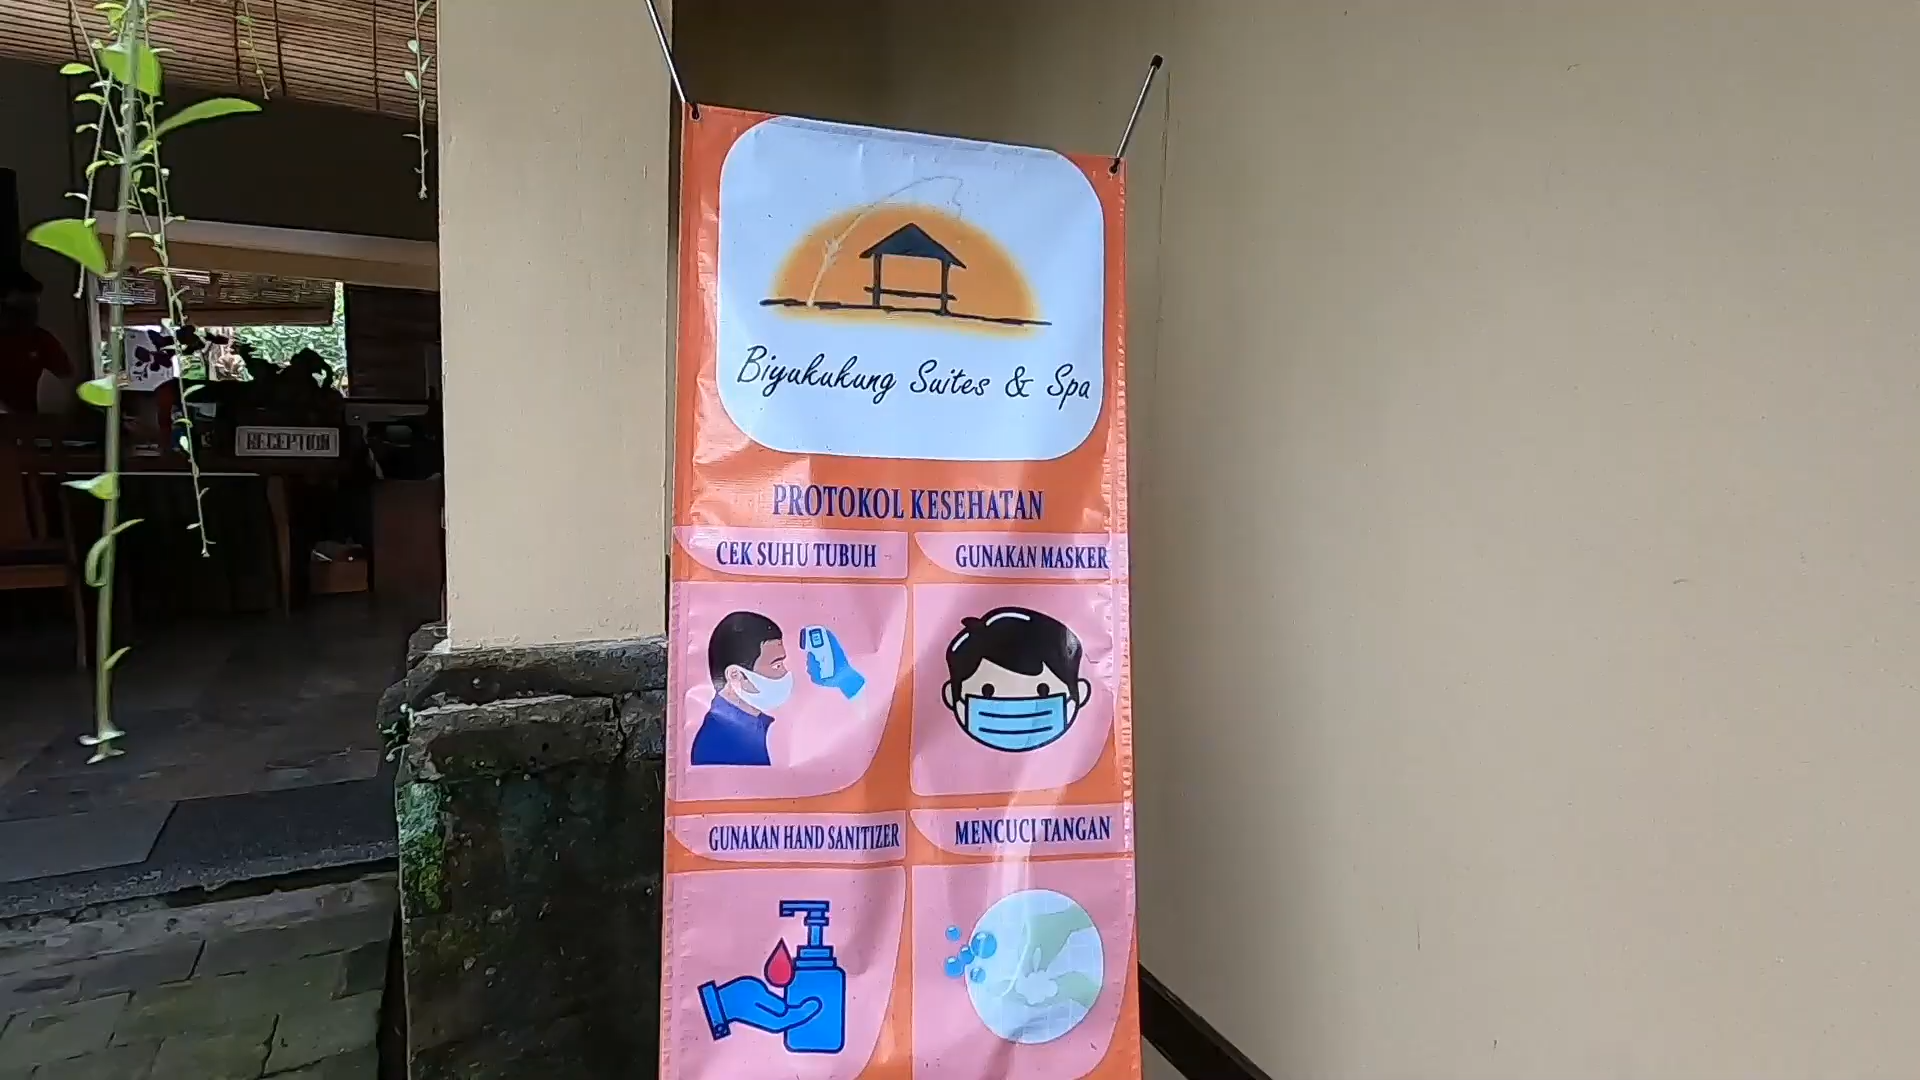 Biyukukung Suites & Spa
RECEPTION
PROTOKOL KESEHATAN
CEK SUHU TUBUH
GUNAKAN MASKER
GUNAKAN HAND SANITIZER
MENCUCI TANGAN